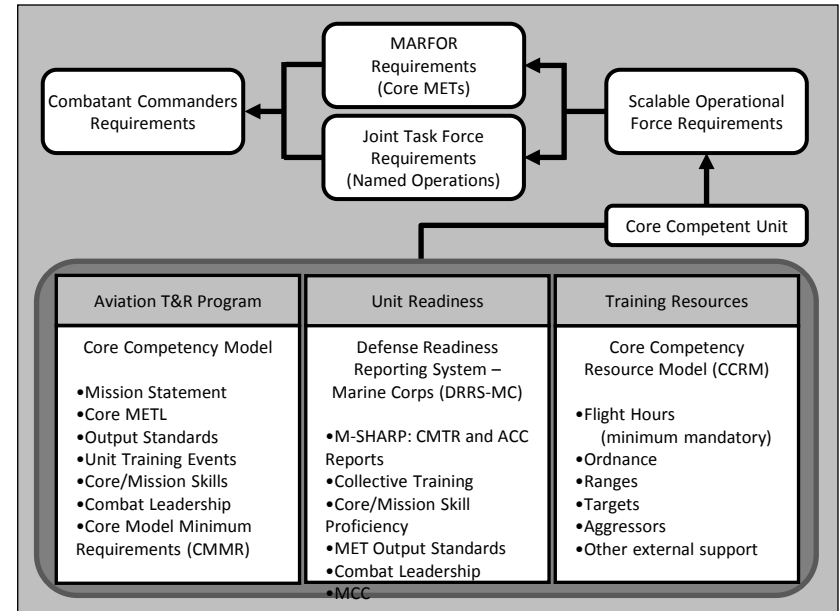 MARFOR
Requirements
(Core METs)
Combatant Commanders
Requirements
Scalable Operational
Force Requirements
Joint Task Force
Requirements
(Named Operations)
Core Competent Unit
Aviation T&R Program
Core Competency Model
•Mission Statement
•Core METL
•Output Standards
•Unit Training Events
•Core/Mission Skills
•Combat Leadership
•Core Model Minimum
Requirements (CMMR)
Unit Readiness
Defense Readiness
Reporting System –
Marine Corps (DRRS-MC)
•M-SHARP: CMTR and ACC
Reports
•Collective Training
•Core/Mission Skill
Proficiency
•MET Output Standards
•Combat Leadership
•MCC
Training Resources
Core Competency
Resource Model (CCRM)
•Flight Hours
(minimum mandatory)
•Ordnance
•Ranges
•Targets
•Aggressors
•Other external support